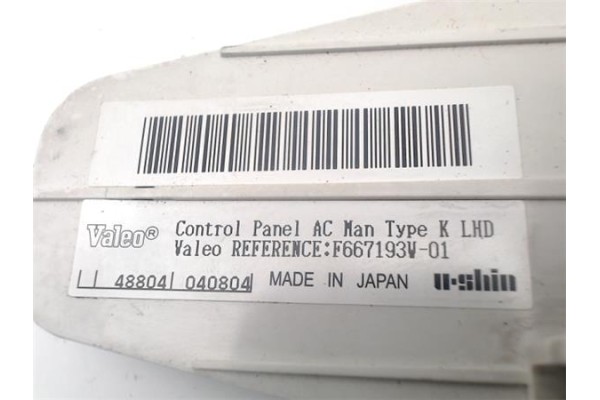 Valeo® Control Panel AC Man Type K LHD
Valeo REFERENCE:F667193W-01
48804 040804 MADE IN JAPAN u-shin